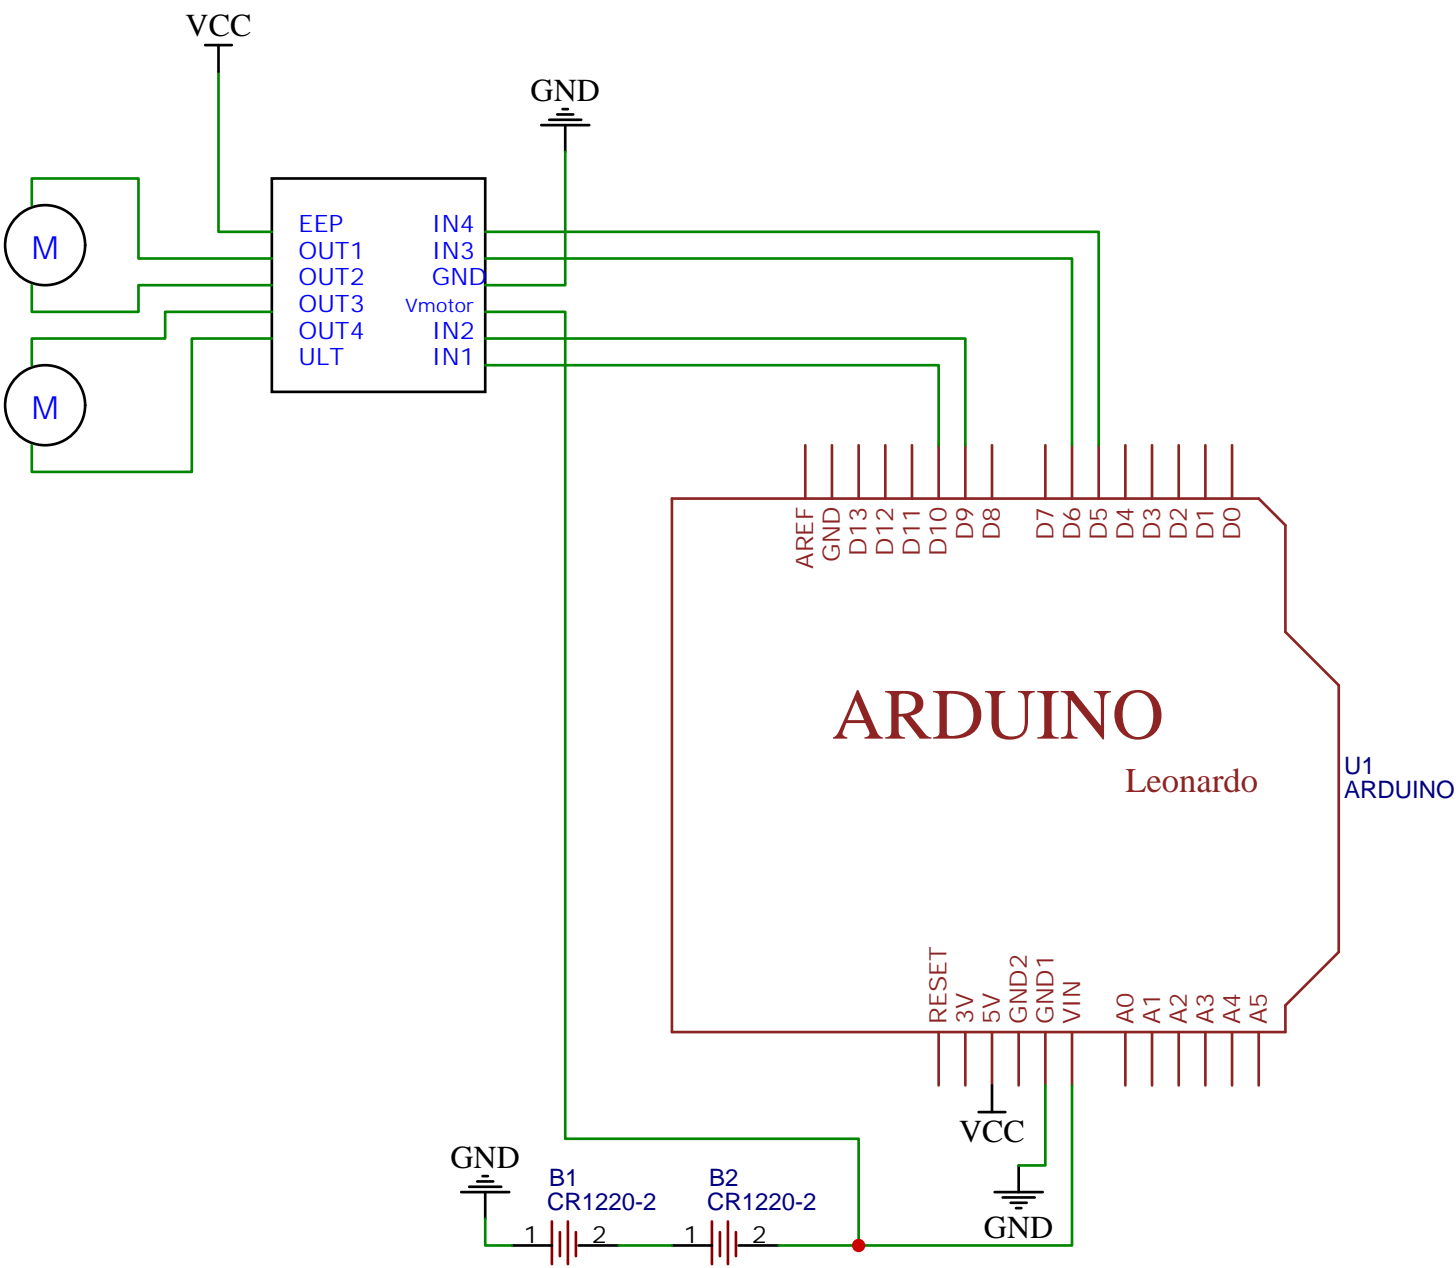 VCC
GND
EEP
OUT1
OUT2
OUT3
OUT4
ULT
IN4
IN3
GND
Vmotor
IN2
IN1
M
M
AREF
GND
D13
D12
D11
D10
D9
D8
D7
D6
D5
D4
D3
D2
D1
D0
ARDUINO
Leonardo
U1
ARDUINO
RESET
3V
5V
GND2
GND1
VIN
A0
A1
A2
A3
A4
A5
VCC
GND
GND
B1
CR1220-2
1 2
B2
CR1220-2
1 2